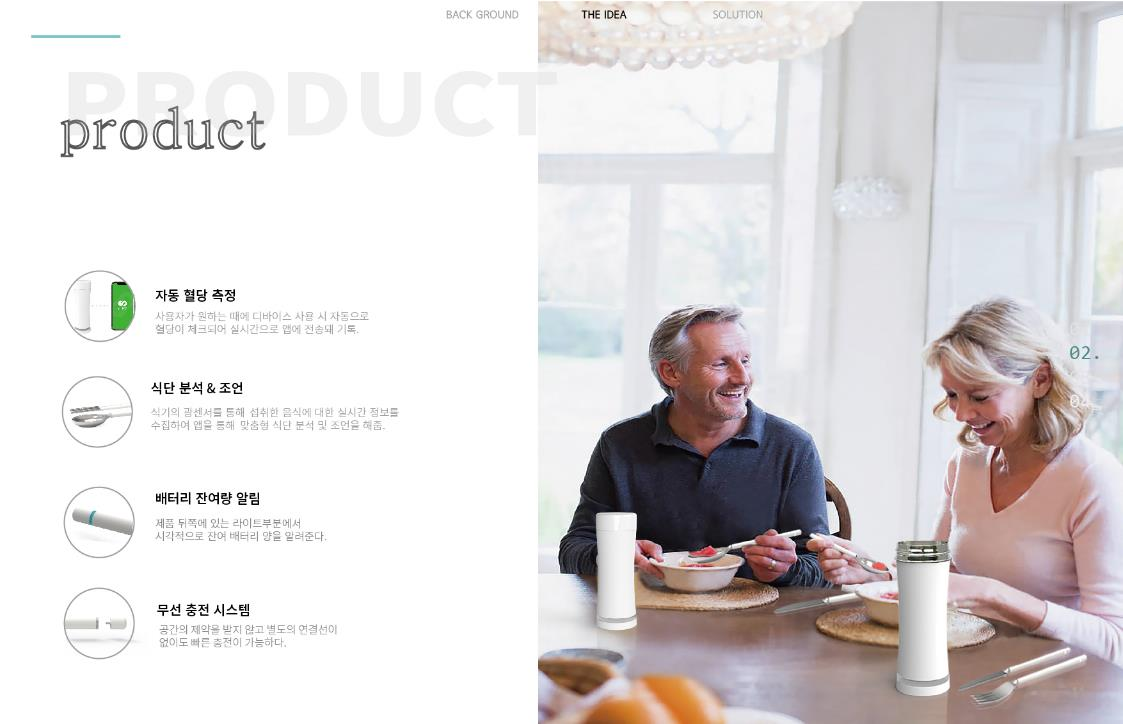 BACK GROUND
THE IDEA
SOLUTION
PRODUCT
product
자동 혈당 측정
사용자가 원하는 때에 디바이스 사용 시 자동으로
혈당이 체크되어 실시간으로 앱에 전송돼 기록.
식단 분석 & 조언
식기의 광센서를 통해 섭취한 음식에 대한 실시간 정보를
수집하여 앱을 통해 맞춤형 식단 분석 및 조언을 해줌.
배터리 잔여량 알림
제품 뒤쪽에 있는 라이트부분에서
시각적으로 잔여 배터리 양을 알려준다.
무선 충전 시스템
공간의 제약을 받지 않고 별도의 연결선이
없이도 빠른 충전이 가능하다.
02.
04.